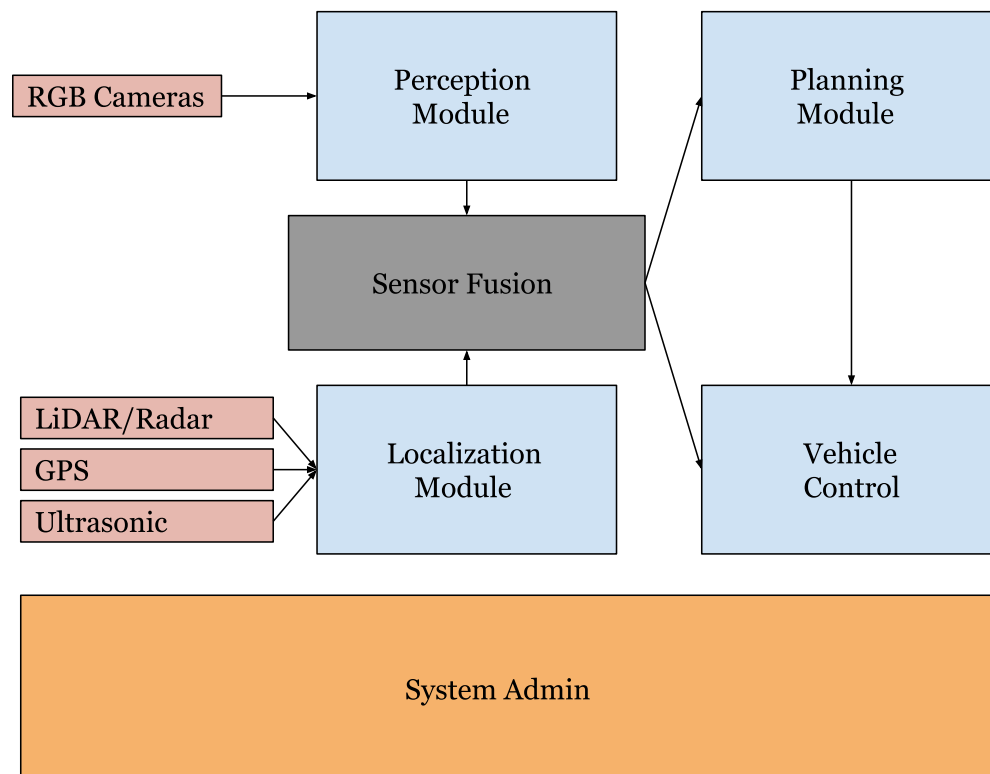 RGB Cameras
Perception
Module
Planning
Module
Sensor Fusion
LiDAR/Radar
GPS
Ultrasonic
Localization
Module
Vehicle
Control
System Admin